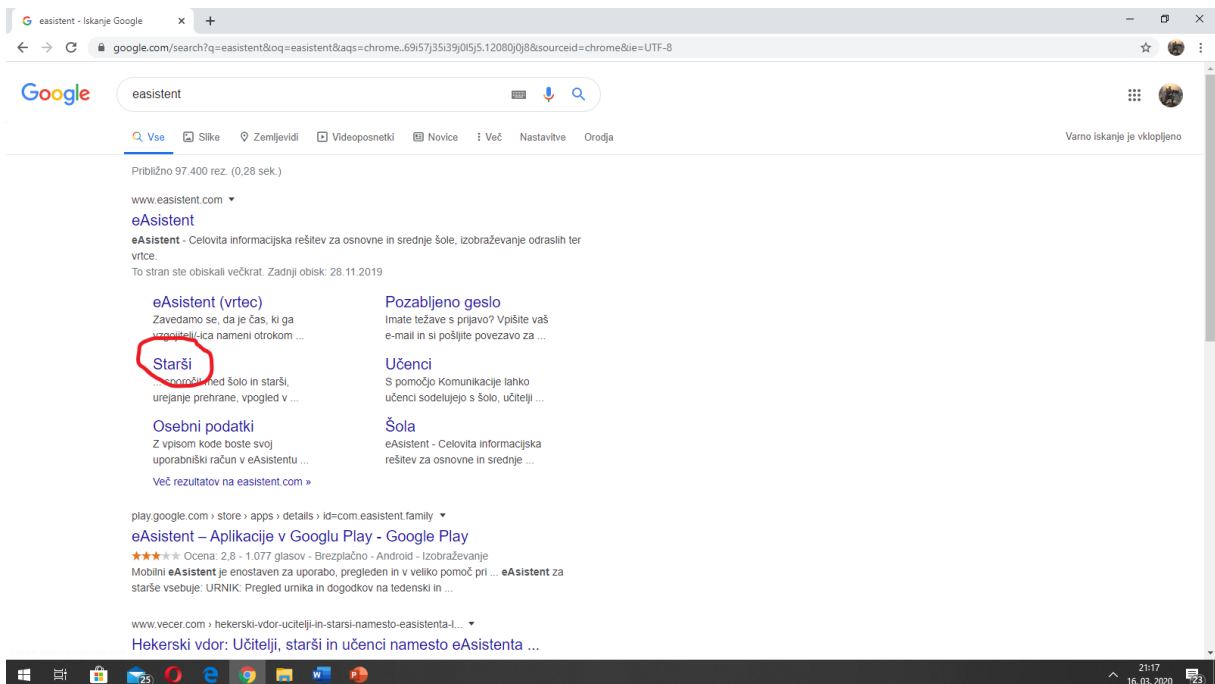 easistent - Iskanje Google
google.com/search?q=easistent&oq=easistent&aqs=chrome..69i57j35i39j0l5j5.12080j0j8&sourceid=chrome&ie=UTF-8
Google
easistent
Vse Slike Zemljevidi Videoposnetki Novice Več Nastavitve Orodja
Varno iskanje je vklopljeno
Približno 97.400 rez. (0,28 sek.)
www.easistent.com
eAsistent
eAsistent - Celovita informacijska rešitev za osnovne in srednje šole, izobraževanje odraslih ter
vrtce.
To stran ste obiskali večkrat. Zadnji obisk: 28.11.2019
eAsistent (vrtec)
Zavedamo se, da je čas, ki ga
vzgojitelj/-ica nameni otrokom ...
Pozabljeno geslo
Imate težave s prijavo? Vpišite vaš
e-mail in si pošljite povezavo za ...
Starši
... sporočil med šolo in starši,
urejanje prehrane, vpogled v ...
Učenci
S pomočjo Komunikacije lahko
učenci sodelujejo s šolo, učitelji ...
Osebni podatki
Z vpisom kode boste svoj
uporabniški račun v eAsistentu ...
Šola
eAsistent - Celovita informacijska
rešitev za osnovne in srednje ...
Več rezultatov na easistent.com »
play.google.com › store › apps › details › id=com.easistent.family
eAsistent – Aplikacije v Googlu Play - Google Play
Ocena: 2,8 - 1.077 glasov - Brezplačno - Android - Izobraževanje
Mobilni eAsistent je enostaven za uporabo, pregleden in v veliko pomoč pri ... eAsistent za
starše vsebuje: URNIK: Pregled urnika in dogodkov na tedenski in ...
www.vecer.com › hekerski-vdor-ucitelji-in-starsi-namesto-easistenta-l...
Hekerski vdor: Učitelji, starši in učenci namesto eAsistenta ...
25
21:17
16. 03. 2020
23